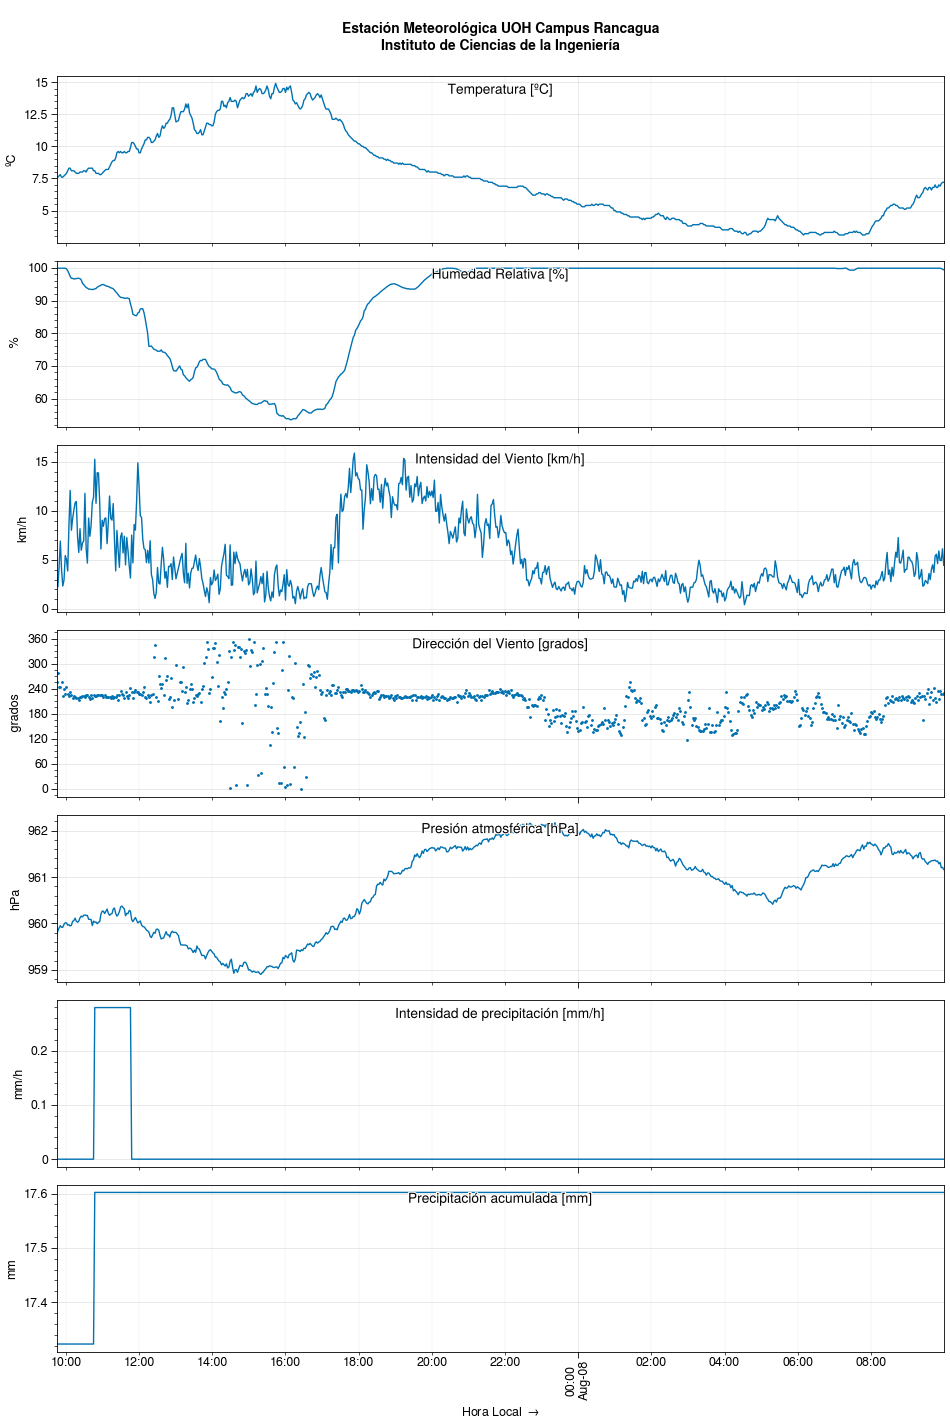 Estación Meteorológica UOH Campus Rancagua
Instituto de Ciencias de la Ingeniería
Temperatura [ºC]
ºC
15
12.5
10
7.5
5
Humedad Relativa [%]
%
100
90
80
70
60
Intensidad del Viento [km/h]
km/h
15
10
5
0
Dirección del Viento [grados]
grados
360
300
240
180
120
60
0
Presión atmosférica [hPa]
hPa
962
961
960
959
Intensidad de precipitación [mm/h]
mm/h
0.2
0.1
0
Precipitación acumulada [mm]
mm
17.6
17.5
17.4
10:00 12:00 14:00 16:00 18:00 20:00 22:00 00:00 02:00 04:00 06:00 08:00
Aug-08
Hora Local →